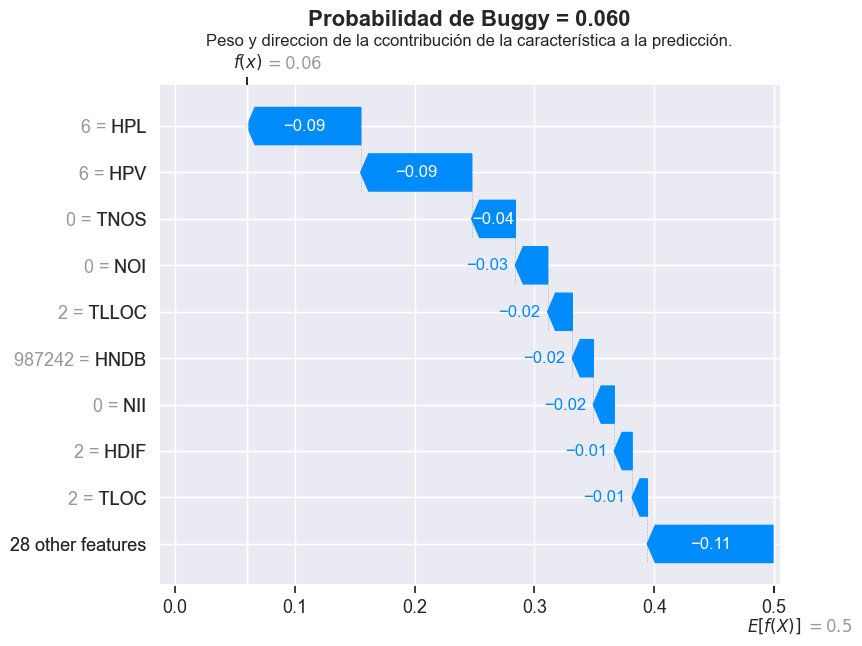 Probabilidad de Buggy = 0.060
Peso y direccion de la ccontribución de la característica a la predicción.
f(x) = 0.06
6 = HPL −0.09
6 = HPV −0.09
0 = TNOS −0.04
0 = NOI −0.03
2 = TLLOC −0.02
987242 = HNDB −0.02
0 = NII −0.02
2 = HDIF −0.01
2 = TLOC −0.01
28 other features −0.11
0.0 0.1 0.2 0.3 0.4 0.5
E[f(X)] = 0.5